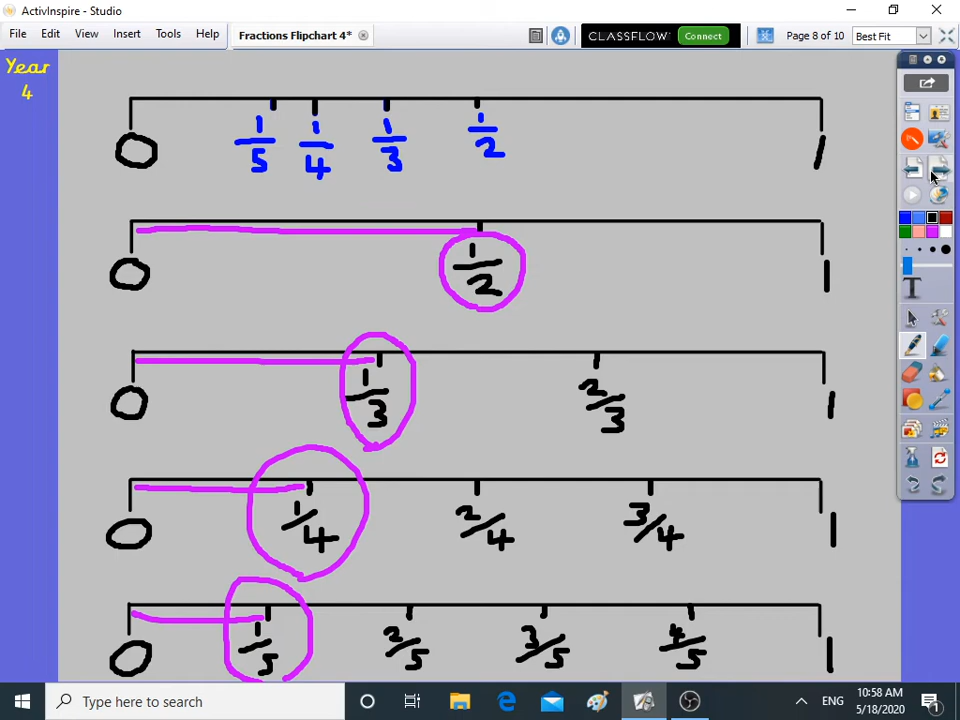 ActivInspire - Studio
File Edit View Insert Tools Help
Fractions Flipchart 4*
CLASSFLOW Connect
Page 8 of 10
Best Fit
Year
4
0 1/5 1/4 1/3 1/2 1
0 1/2 1
0 1/3 2/3 1
0 1/4 2/4 3/4 1
0 1/5 2/5 3/5 4/5 1
T
Type here to search
ENG
10:58 AM
5/18/2020
1